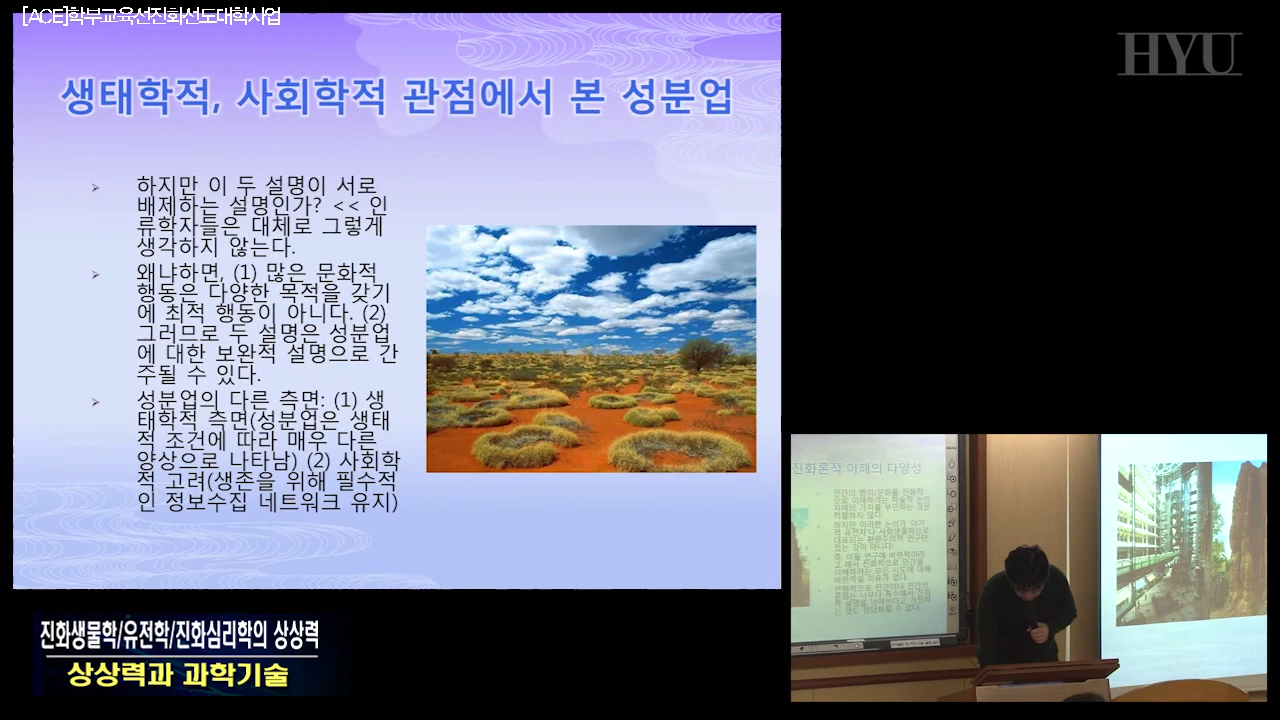 [ACE]학부교육선진화선도대학사업
HYU
생태학적, 사회학적 관점에서 본 성분업
하지만 이 두 설명이 서로
배제하는 설명인가? << 인
류학자들은 대체로 그렇게
생각하지 않는다.
왜냐하면, (1) 많은 문화적
행동은 다양한 목적을 갖기
에 최적 행동이 아니다. (2)
그러므로 두 설명은 성분업
에 대한 보완적 설명으로 간
주될 수 있다.
성분업의 다른 측면: (1) 생
태학적 측면(성분업은 생태
적 조건에 따라 매우 다른
양상으로 나타남) (2) 사회학
적 고려(생존을 위해 필수적
인 정보수집 네트워크 유지)
진화론적 이해의 다양성
진화생물학/유전학/진화심리학의 상상력
상상력과 과학기술